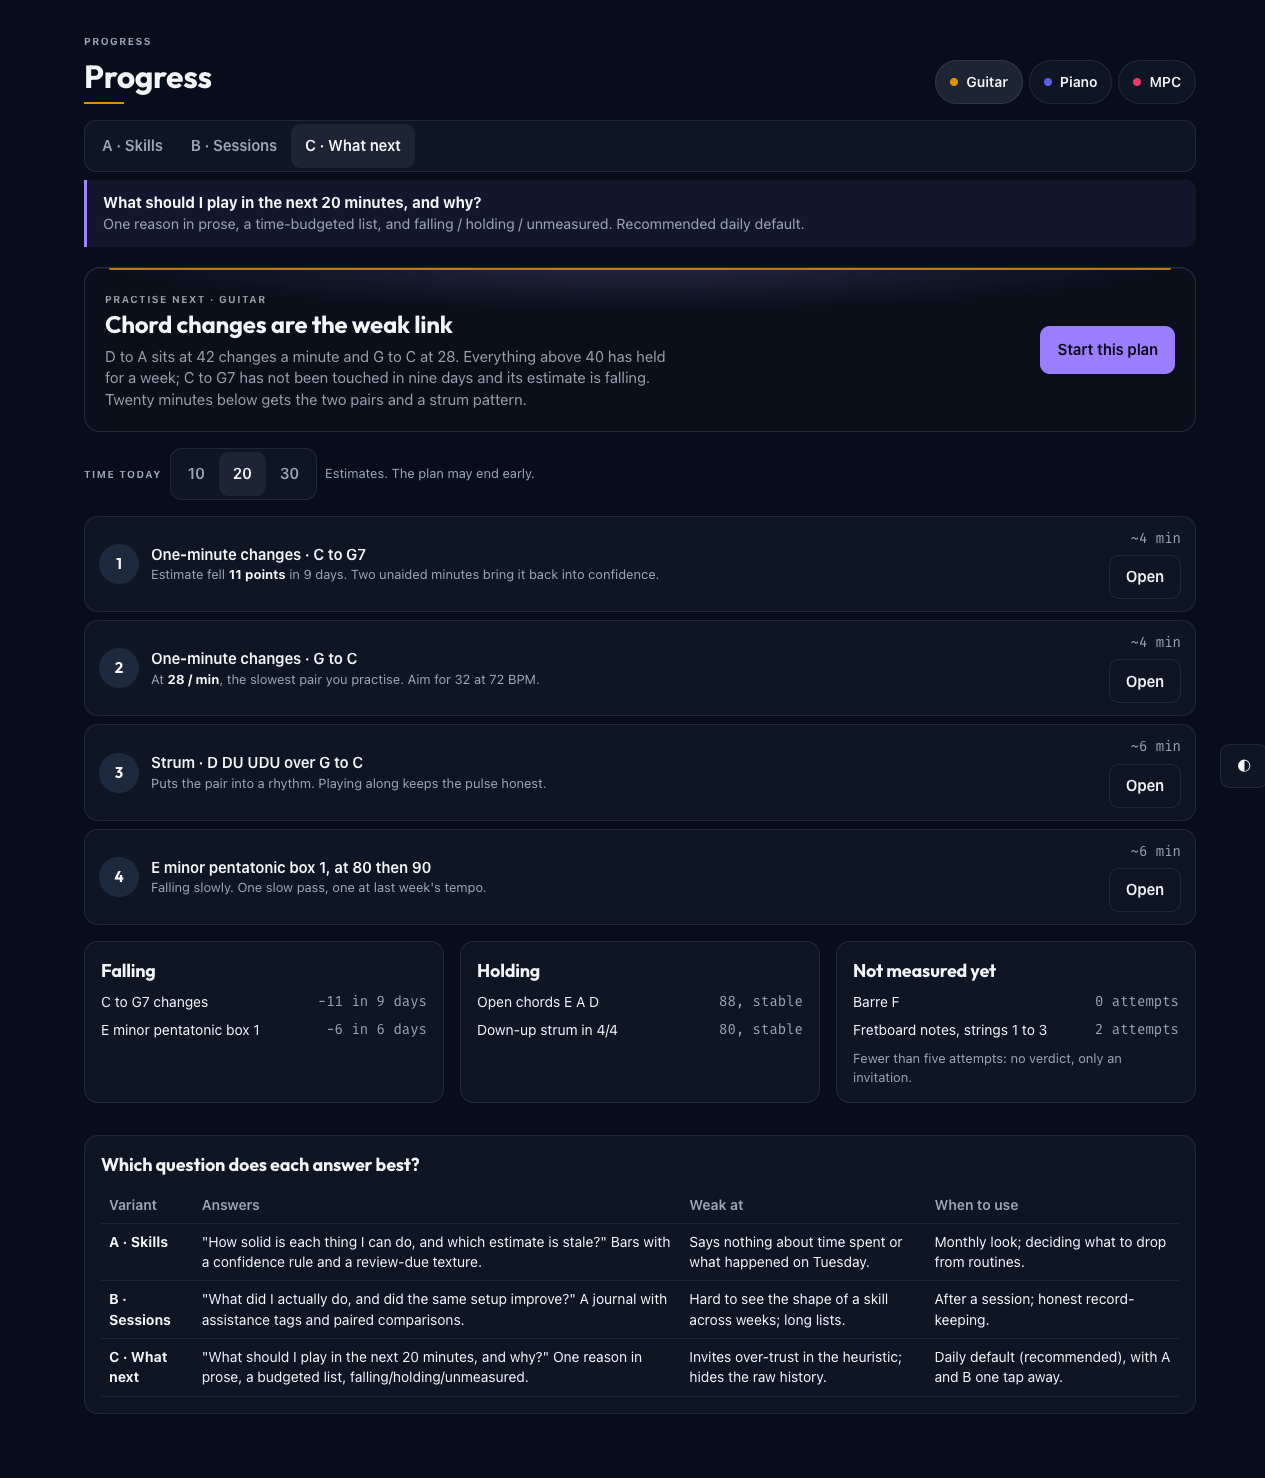 PROGRESS
Progress
Guitar
Piano
MPC
A · Skills
B · Sessions
C · What next
What should I play in the next 20 minutes, and why?
One reason in prose, a time-budgeted list, and falling / holding / unmeasured. Recommended daily default.
PRACTISE NEXT · GUITAR
Chord changes are the weak link
D to A sits at 42 changes a minute and G to C at 28. Everything above 40 has held
for a week; C to G7 has not been touched in nine days and its estimate is falling.
Twenty minutes below gets the two pairs and a strum pattern.
Start this plan
TIME TODAY
10
20
30
Estimates. The plan may end early.
1
One-minute changes · C to G7
Estimate fell 11 points in 9 days. Two unaided minutes bring it back into confidence.
~4 min
Open
2
One-minute changes · G to C
At 28 / min, the slowest pair you practise. Aim for 32 at 72 BPM.
~4 min
Open
3
Strum · D DU UDU over G to C
Puts the pair into a rhythm. Playing along keeps the pulse honest.
~6 min
Open
4
E minor pentatonic box 1, at 80 then 90
Falling slowly. One slow pass, one at last week's tempo.
~6 min
Open
Falling
C to G7 changes
-11 in 9 days
E minor pentatonic box 1
-6 in 6 days
Holding
Open chords E A D
88, stable
Down-up strum in 4/4
80, stable
Not measured yet
Barre F
0 attempts
Fretboard notes, strings 1 to 3
2 attempts
Fewer than five attempts: no verdict, only an
invitation.
Which question does each answer best?
Variant
Answers
Weak at
When to use
A · Skills
"How solid is each thing I can do, and which estimate is stale?" Bars with
a confidence rule and a review-due texture.
Says nothing about time spent or
what happened on Tuesday.
Monthly look; deciding what to drop
from routines.
B ·
Sessions
"What did I actually do, and did the same setup improve?" A journal with
assistance tags and paired comparisons.
Hard to see the shape of a skill
across weeks; long lists.
After a session; honest record-
keeping.
C · What
next
"What should I play in the next 20 minutes, and why?" One reason in
prose, a budgeted list, falling/holding/unmeasured.
Invites over-trust in the heuristic;
hides the raw history.
Daily default (recommended), with A
and B one tap away.